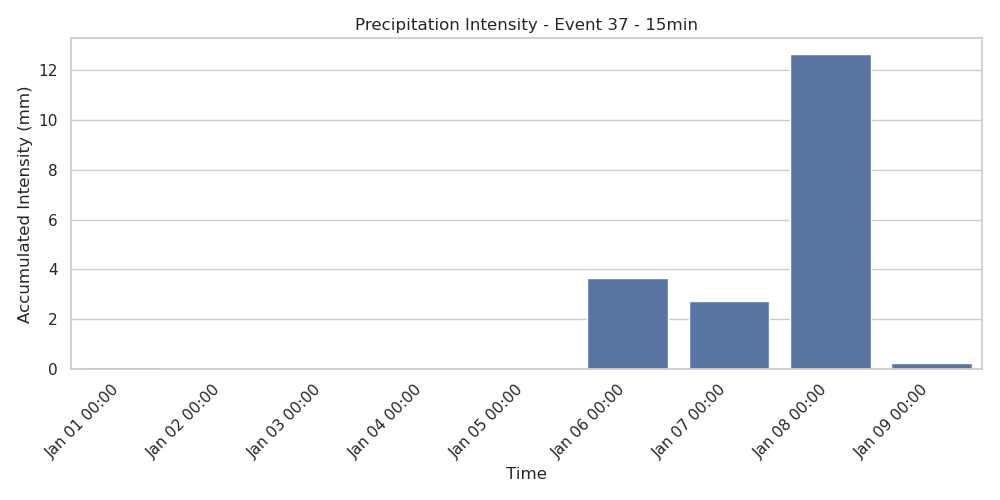 Precipitation Intensity - Event 37 - 15min
Accumulated Intensity (mm)
12
10
8
6
4
2
0
Jan 01 00:00
Jan 02 00:00
Jan 03 00:00
Jan 04 00:00
Jan 05 00:00
Jan 06 00:00
Jan 07 00:00
Jan 08 00:00
Jan 09 00:00
Time